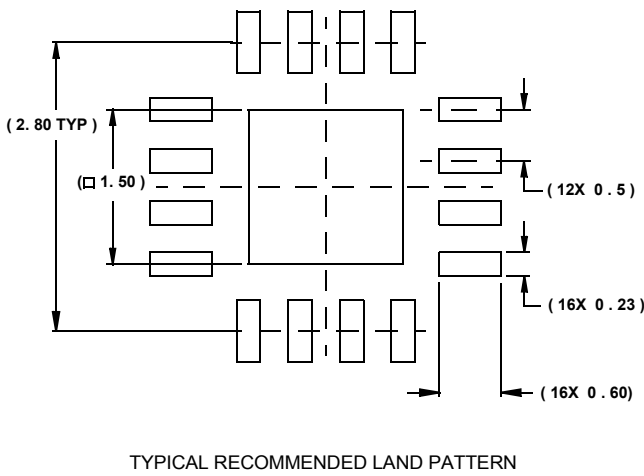 ( 2. 80 TYP )
(□ 1. 50 )
( 12X 0 . 5 )
( 16X 0 . 23 )
( 16X 0 . 60)
TYPICAL RECOMMENDED LAND PATTERN